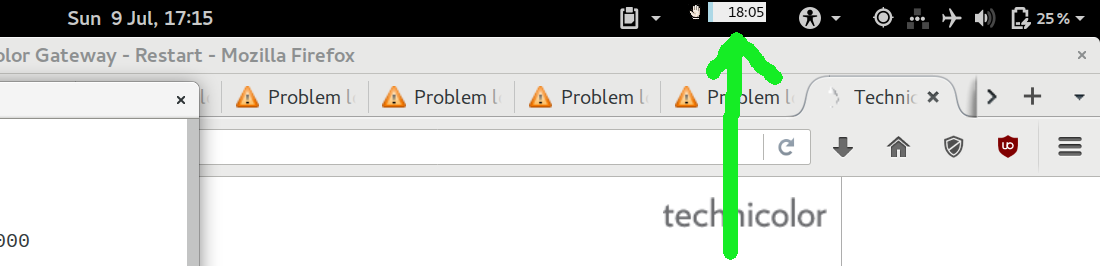 Sun 9 Jul, 17:15
18:05
25%
olor Gateway - Restart - Mozilla Firefox
Problem l
Problem l
Problem l
Problem l
Technic
UO
technicolor
000